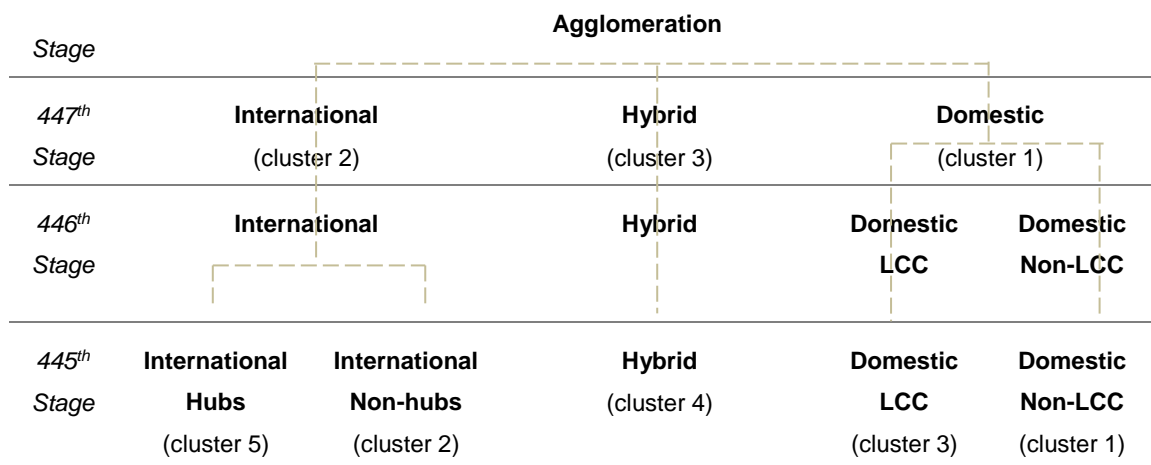 Agglomeration
Stage
447th International Hybrid Domestic
Stage (cluster 2) (cluster 3) (cluster 1)
446th International Hybrid Domestic Domestic
Stage LCC Non-LCC
445th International International Hybrid Domestic Domestic
Stage Hubs Non-hubs (cluster 4) LCC Non-LCC
(cluster 5) (cluster 2) (cluster 3) (cluster 1)